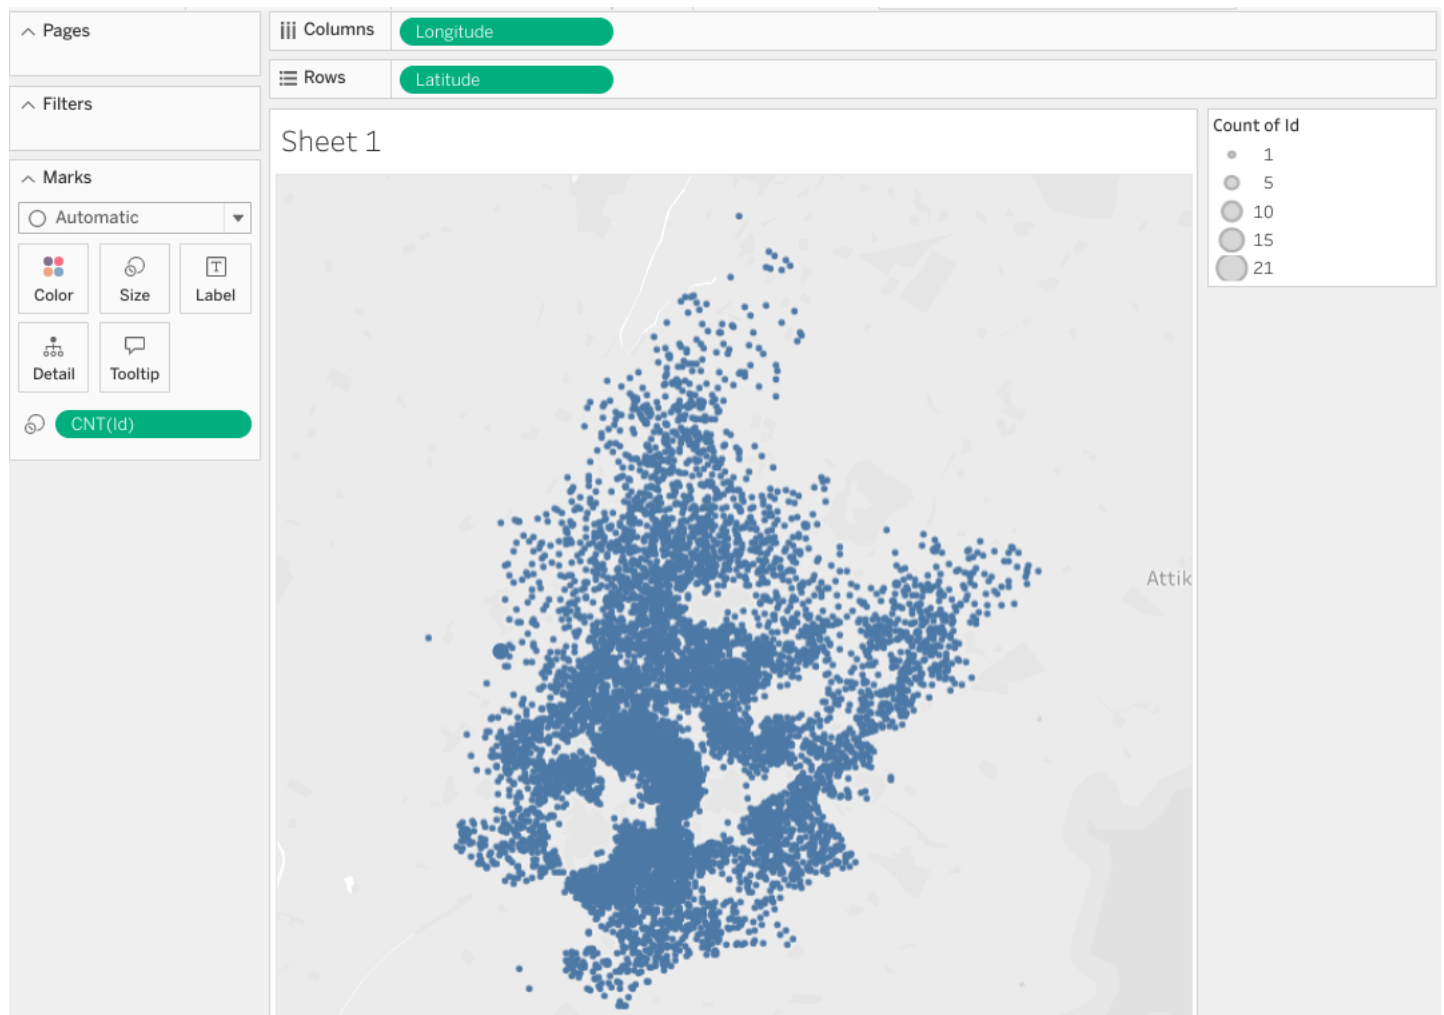 Pages
Columns
Longitude
Rows
Latitude
Filters
Marks
Automatic
Color
Size
Label
Detail
Tooltip
CNT(Id)
Sheet 1
Attik
Count of Id
1
5
10
15
21